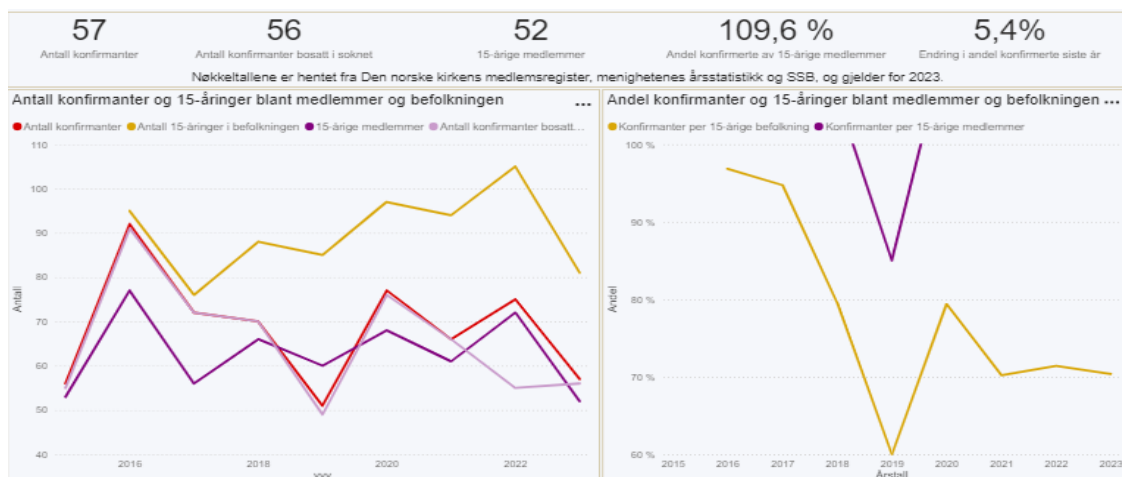 57 56 52 109,6 % 5,4%
Antall konfirmanter Antall konfirmanter bosatt i soknet 15-årige medlemmer Andel konfirmerte av 15-årige medlemmer Endring i andel konfirmerte siste år
Nøkkeltallene er hentet fra Den norske kirkens medlemsregister, menighetenes årsstatistikk og SSB, og gjelder for 2023.
Antall konfirmanter og 15-åringer blant medlemmer og befolkningen ...
Antall konfirmanter Antall 15-åringer i befolkningen 15-årige medlemmer Antall konfirmanter bosatt...
110
100
90
80
70
60
50
40
Antall
2016 2018 2020 2022
Andel konfirmanter og 15-åringer blant medlemmer og befolkningen ...
Konfirmanter per 15-årige befolkning Konfirmanter per 15-årige medlemmer
100 %
90 %
80 %
70 %
60 %
Andel
2015 2016 2017 2018 2019 2020 2021 2022 2023
Årstall